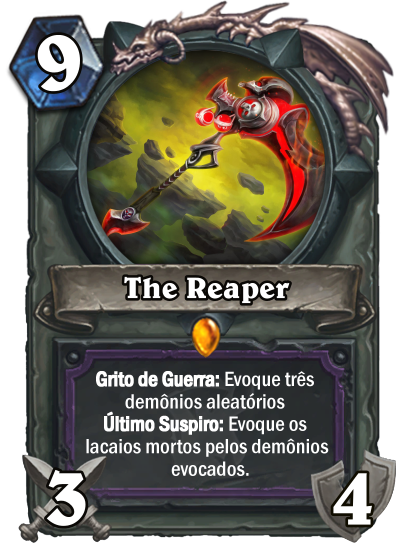 9
The Reaper
Grito de Guerra: Evoque três
demônios aleatórios
Último Suspiro: Evoque os
lacaios mortos pelos demônios
evocados.
3
4